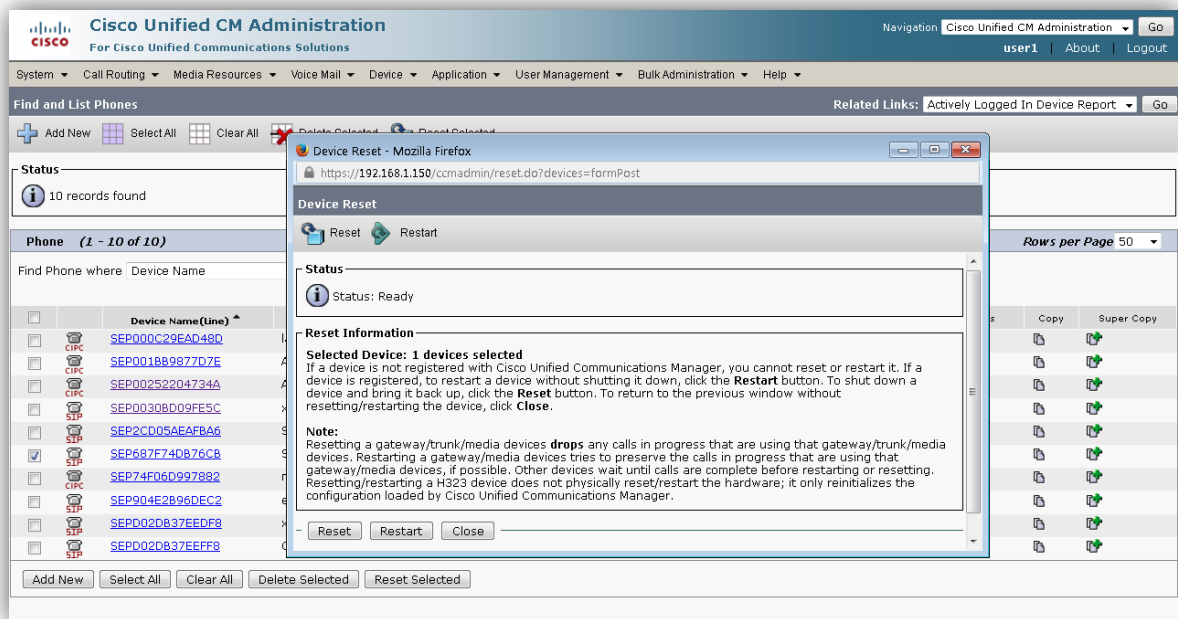 Cisco Unified CM Administration
Navigation Cisco Unified CM Administration Go
CISCO
For Cisco Unified Communications Solutions
user1 | About | Logout
System Call Routing Media Resources Voice Mail Device Application User Management Bulk Administration Help
Find and List Phones
Related Links: Actively Logged In Device Report Go
Add New Select All Clear All Delete Selected Reset Selected
Device Reset - Mozilla Firefox
https://192.168.1.150/ccmadmin/reset.do?devices=formPost
Status
10 records found
Device Reset
Reset Restart
Phone (1 - 10 of 10)
Rows per Page 50
Find Phone where Device Name
Status
Status: Ready
Reset Information
Selected Device: 1 devices selected
If a device is not registered with Cisco Unified Communications Manager, you cannot reset or restart it. If a
device is registered, to restart a device without shutting it down, click the Restart button. To shut down a
device and bring it back up, click the Reset button. To return to the previous window without
resetting/restarting the device, click Close.
Note:
Resetting a gateway/trunk/media devices drops any calls in progress that are using that gateway/trunk/media
devices. Restarting a gateway/media devices tries to preserve the calls in progress that are using that
gateway/media devices, if possible. Other devices wait until calls are complete before restarting or resetting.
Resetting/restarting a H323 device does not physically reset/restart the hardware; it only reinitializes the
configuration loaded by Cisco Unified Communications Manager.
Reset Restart Close
Device Name(Line) Copy Super Copy
CIPC SEP000C29EAD48D
CIPC SEP001BB9877D7E
CIPC SEP00252204734A
SIP SEP0030BD09FE5C
SIP SEP2CD05AEAFBA6
SIP SEP687F74DB76CB
CIPC SEP74F06D997882
SIP SEP904E2B96DEC2
SIP SEPD02DB37EEDF8
SIP SEPD02DB37EEFF8
Add New Select All Clear All Delete Selected Reset Selected